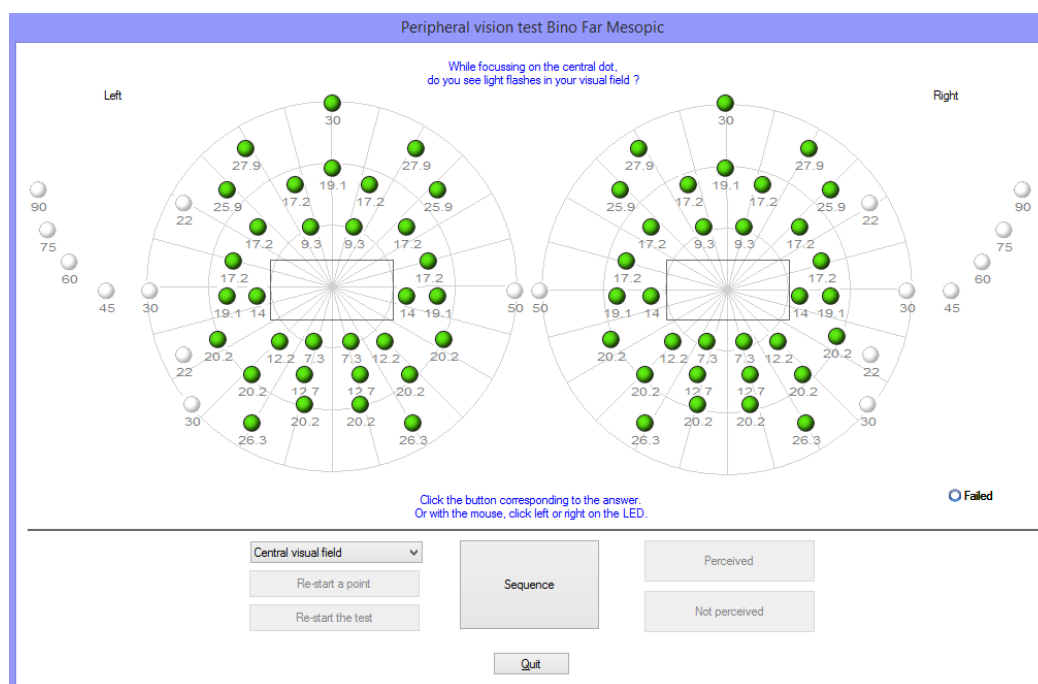 Peripheral vision test Bino Far Mesopic
While focussing on the central dot,
do you see light flashes in your visual field ?
Left
Right
30
30
27.9 27.9
27.9 27.9
19.1
19.1
90
25.9 17.2 17.2 25.9
25.9 17.2 17.2 25.9
90
22
22
75
17.2 9.3 9.3 17.2
17.2 9.3 9.3 17.2
75
60
17.2 17.2
17.2 17.2
60
45
30
50
50
30
45
19.1 14 14 19.1
19.1 14 14 19.1
20.2 12.2 7.3 7.3 12.2 20.2
20.2 12.2 7.3 7.3 12.2 20.2
22
22
20.2 12.7 12.7 20.2
20.2 12.7 12.7 20.2
30
30
20.2 20.2
20.2 20.2
26.3 26.3
26.3 26.3
Click the button corresponding to the answer.
Or with the mouse, click left or right on the LED.
Failed
Central visual field
Re-start a point
Re-start the test
Sequence
Perceived
Not perceived
Quit